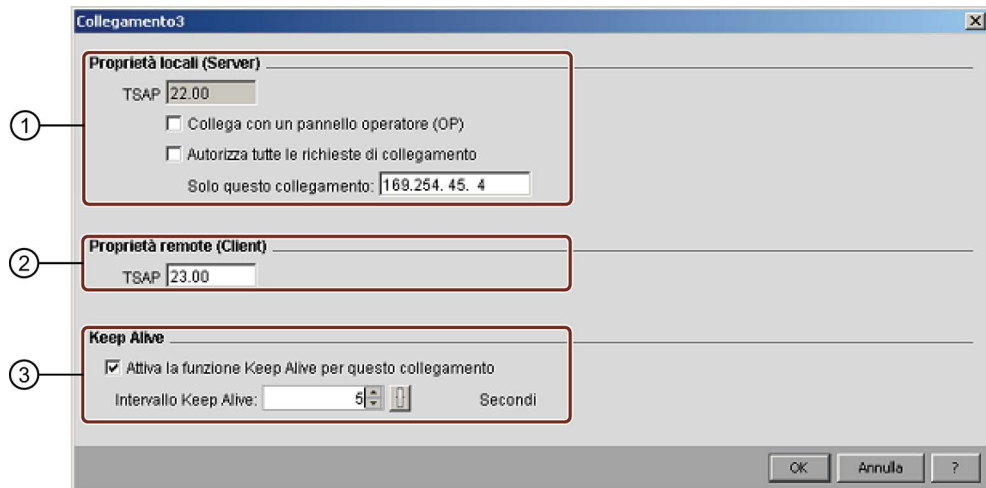 Collegamento3
Proprietà locali (Server)
TSAP 22.00
① Collega con un pannello operatore (OP)
Autorizza tutte le richieste di collegamento
Solo questo collegamento: 169.254. 45. 4
Proprietà remote (Client)
② TSAP 23.00
Keep Alive
③ Attiva la funzione Keep Alive per questo collegamento
Intervallo Keep Alive: 5 Secondi
OK Annulla ?